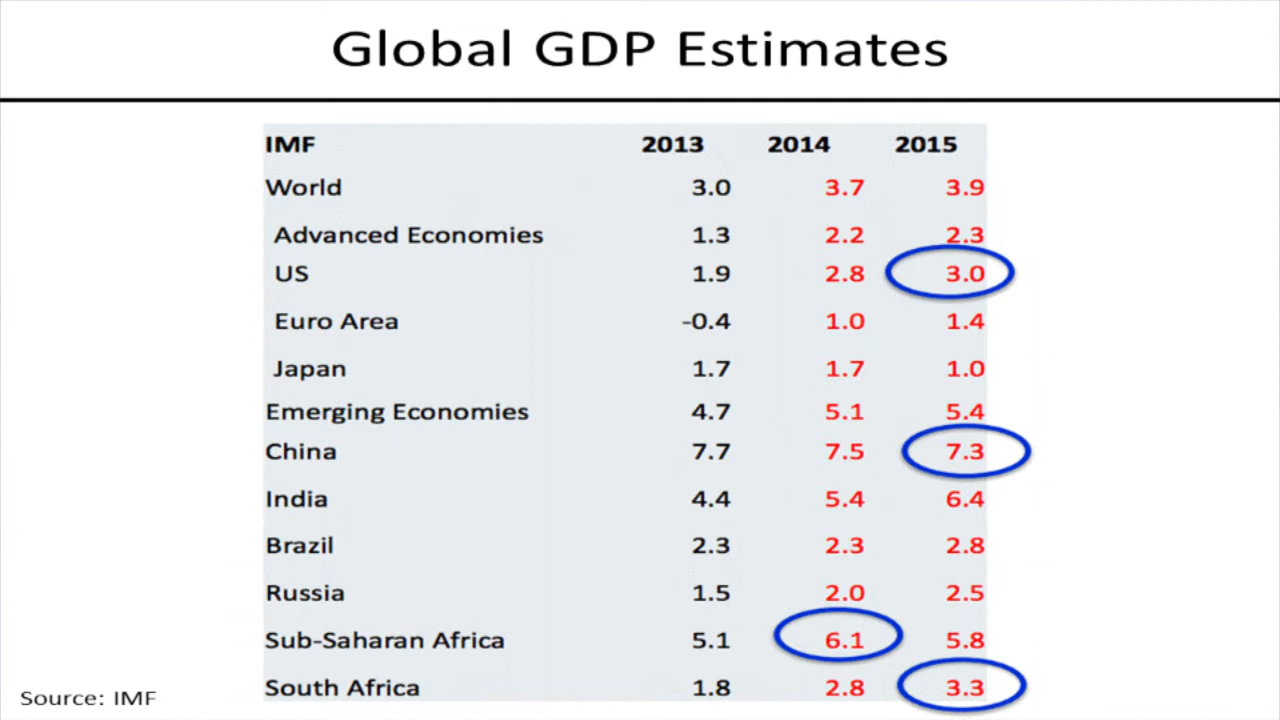 Global GDP Estimates
IMF 2013 2014 2015
World 3.0 3.7 3.9
Advanced Economies 1.3 2.2 2.3
US 1.9 2.8 3.0
Euro Area -0.4 1.0 1.4
Japan 1.7 1.7 1.0
Emerging Economies 4.7 5.1 5.4
China 7.7 7.5 7.3
India 4.4 5.4 6.4
Brazil 2.3 2.3 2.8
Russia 1.5 2.0 2.5
Sub-Saharan Africa 5.1 6.1 5.8
South Africa 1.8 2.8 3.3
Source: IMF